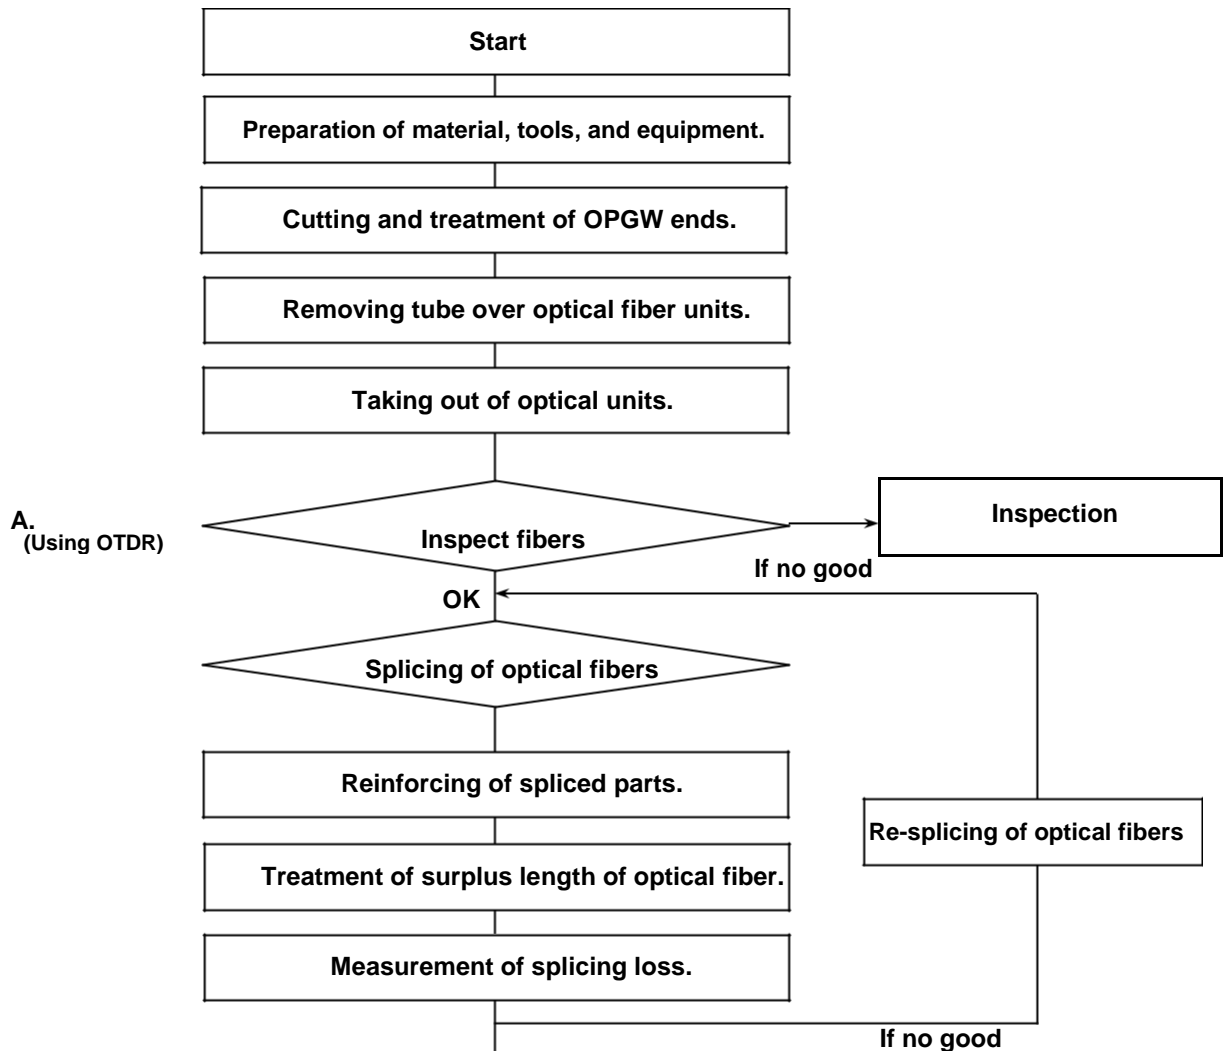 Start
Preparation of material, tools, and equipment.
Cutting and treatment of OPGW ends.
Removing tube over optical fiber units.
Taking out of optical units.
A.
(Using OTDR)
Inspect fibers
Inspection
If no good
OK
Splicing of optical fibers
Reinforcing of spliced parts.
Re-splicing of optical fibers
Treatment of surplus length of optical fiber.
Measurement of splicing loss.
If no good